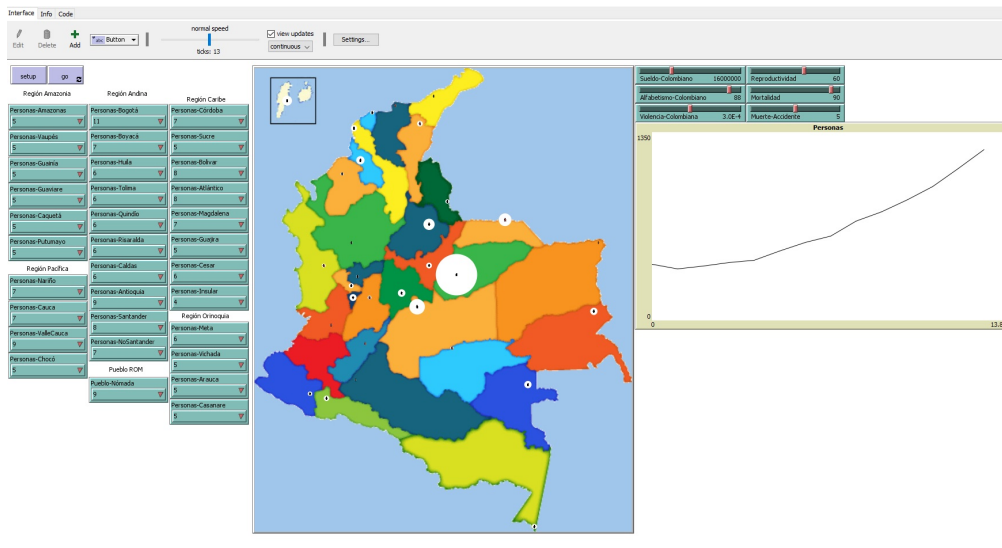 Interface Info Code
Edit Delete Add
Button
normal speed
ticks: 13
view updates
continuous
Settings...
setup go
Región Amazonia
Personas-Amazonas
5
Personas-Vaupés
5
Personas-Guainía
5
Personas-Guaviare
5
Personas-Caquetá
5
Personas-Putumayo
5
Región Pacífica
Personas-Nariño
7
Personas-Cauca
7
Personas-ValleCauca
9
Personas-Chocó
5
Región Andina
Personas-Bogotá
11
Personas-Boyacá
7
Personas-Huila
6
Personas-Tolima
6
Personas-Quindío
6
Personas-Risaralda
6
Personas-Caldas
6
Personas-Antioquia
9
Personas-Santander
8
Personas-NoSantander
7
Pueblo ROM
Pueblo-Nómada
9
Región Caribe
Personas-Córdoba
7
Personas-Sucre
5
Personas-Bolivar
8
Personas-Atlántico
8
Personas-Magdalena
7
Personas-Guajira
5
Personas-Cesar
6
Personas-Insular
4
Región Orinoquia
Personas-Meta
6
Personas-Vichada
5
Personas-Arauca
5
Personas-Casanare
5
Sueldo-Colombiano 16000000
Reproductividad 60
Alfabetismo-Colombiano 88
Mortalidad 90
Violencia-Colombiana 3.0E-4
Muerte-Accidente 5
Personas
1350
0
0 13.8